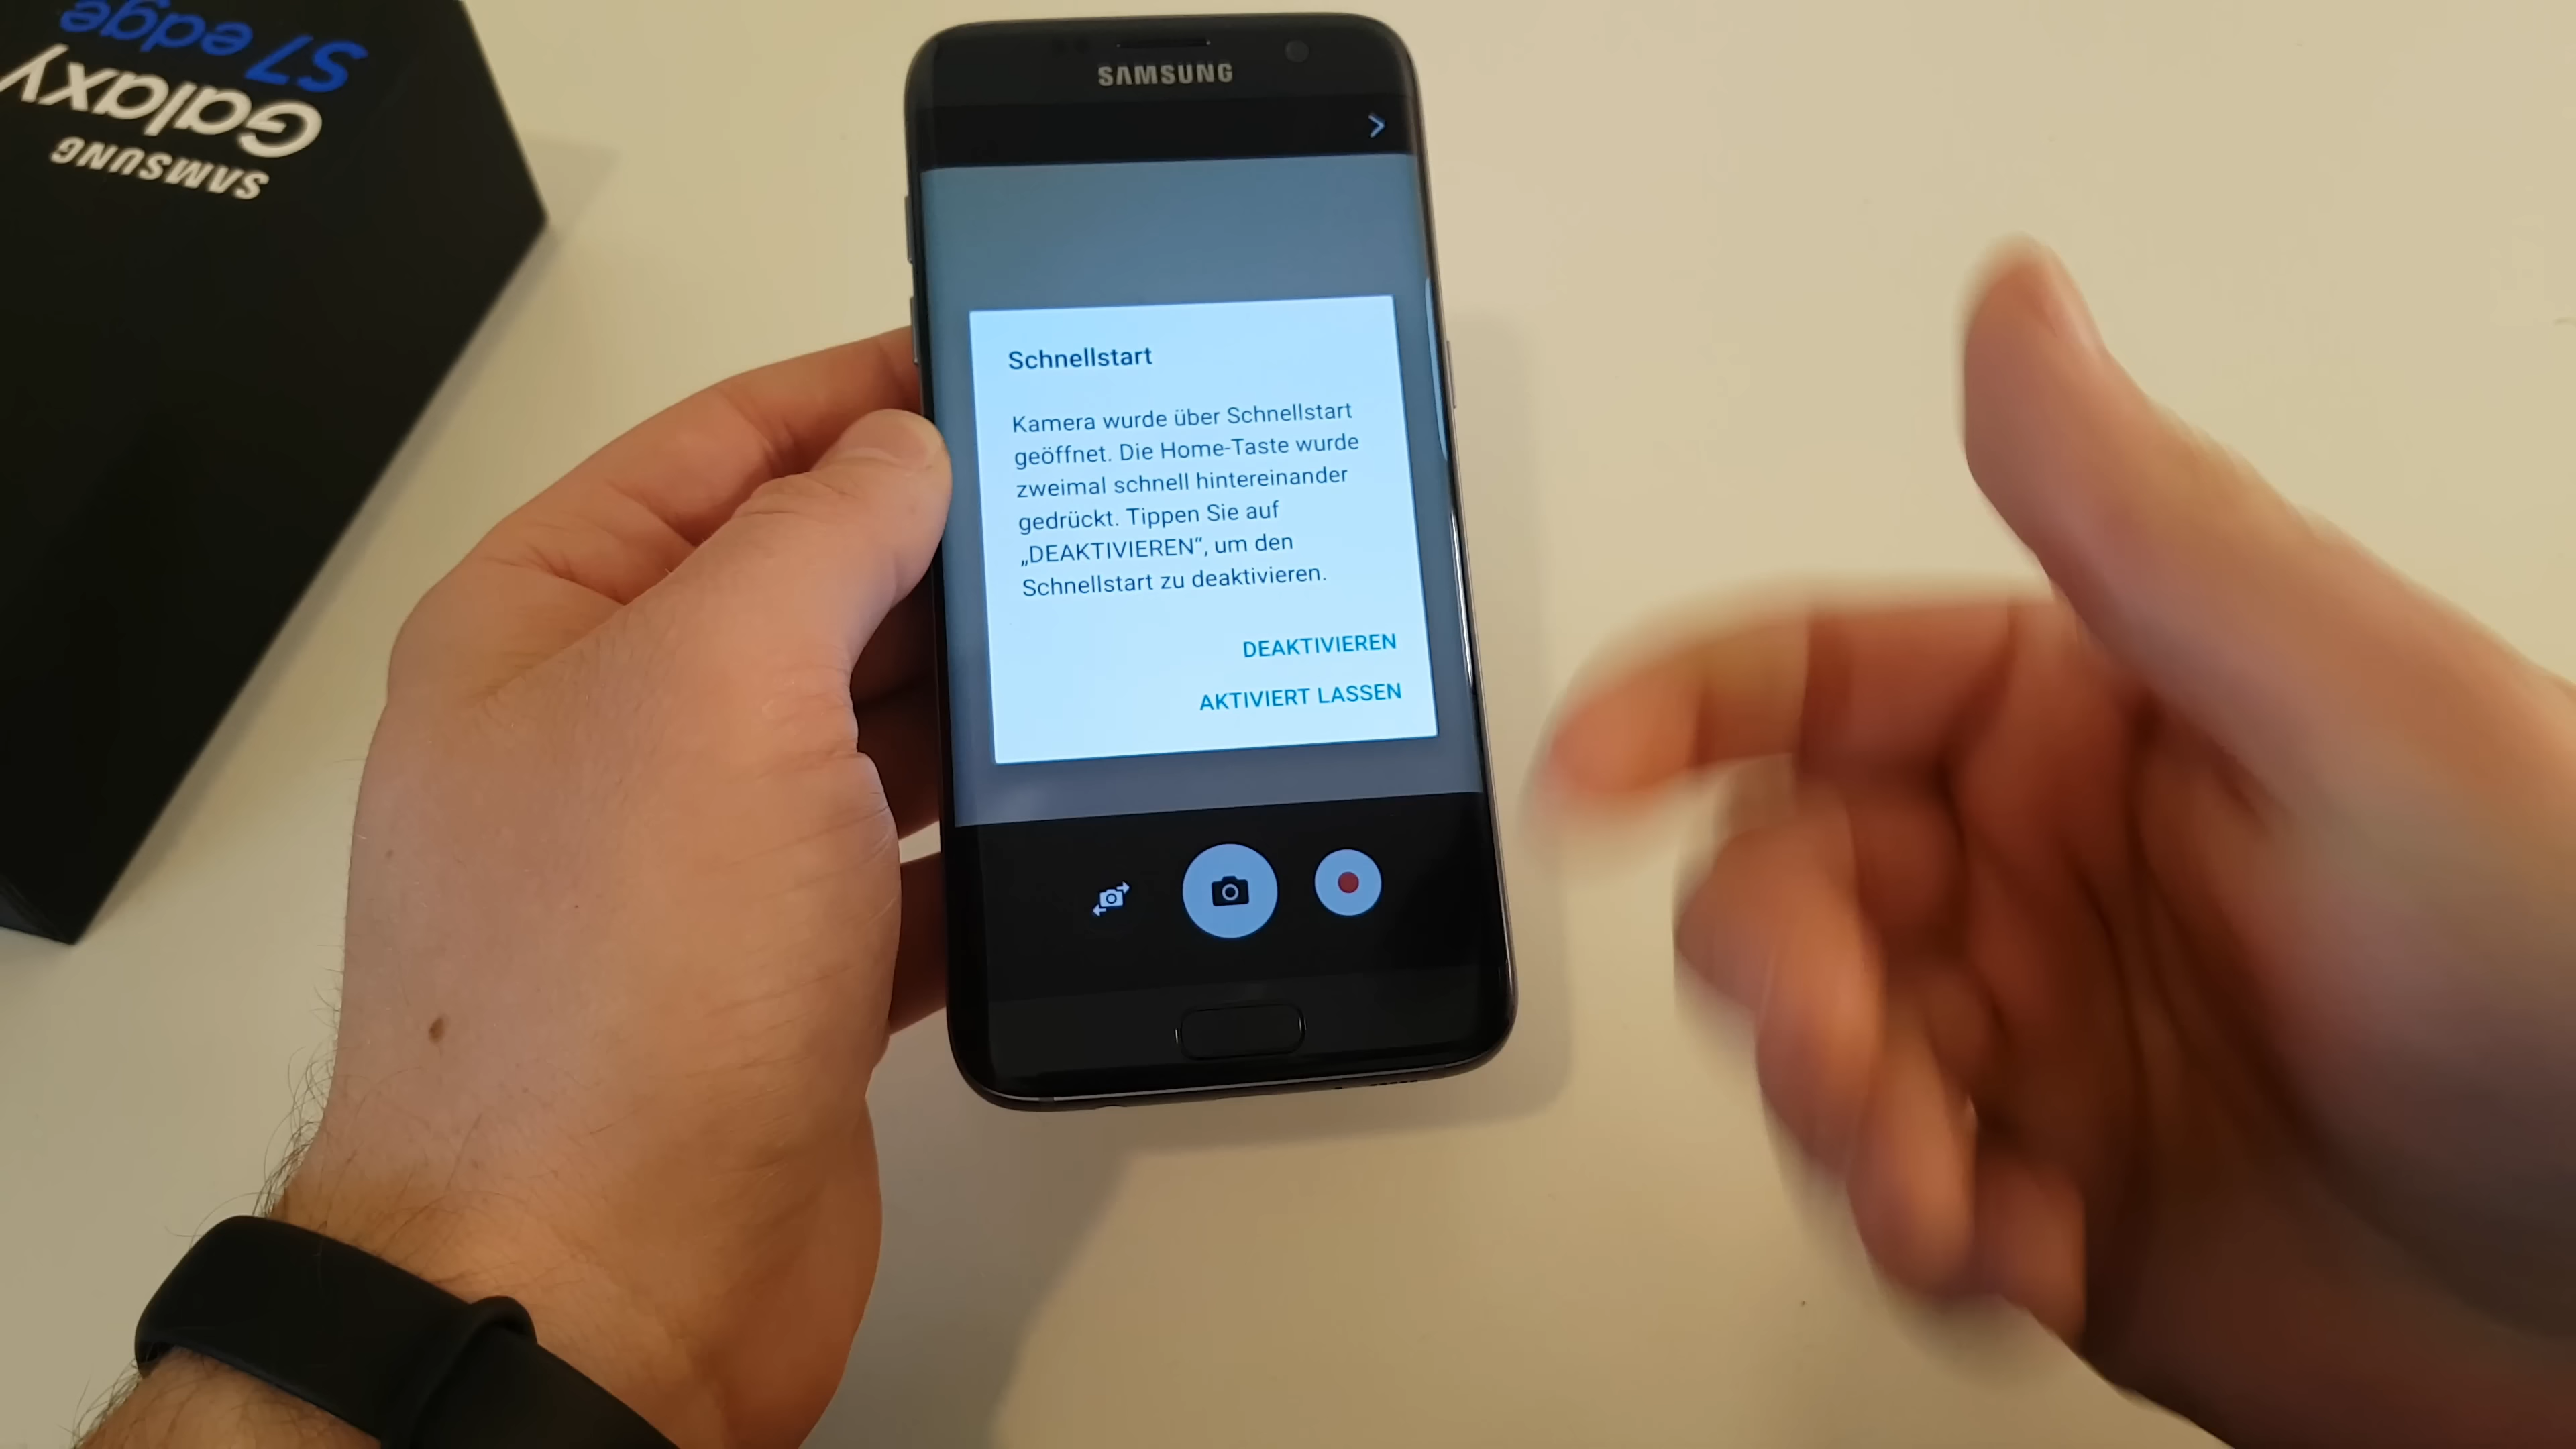 SAMSUNG
Galaxy
S7 edge
SAMSUNG
Schnellstart
Kamera wurde über Schnellstart
geöffnet. Die Home-Taste wurde
zweimal schnell hintereinander
gedrückt. Tippen Sie auf
„DEAKTIVIEREN“, um den
Schnellstart zu deaktivieren.
DEAKTIVIEREN
AKTIVIERT LASSEN